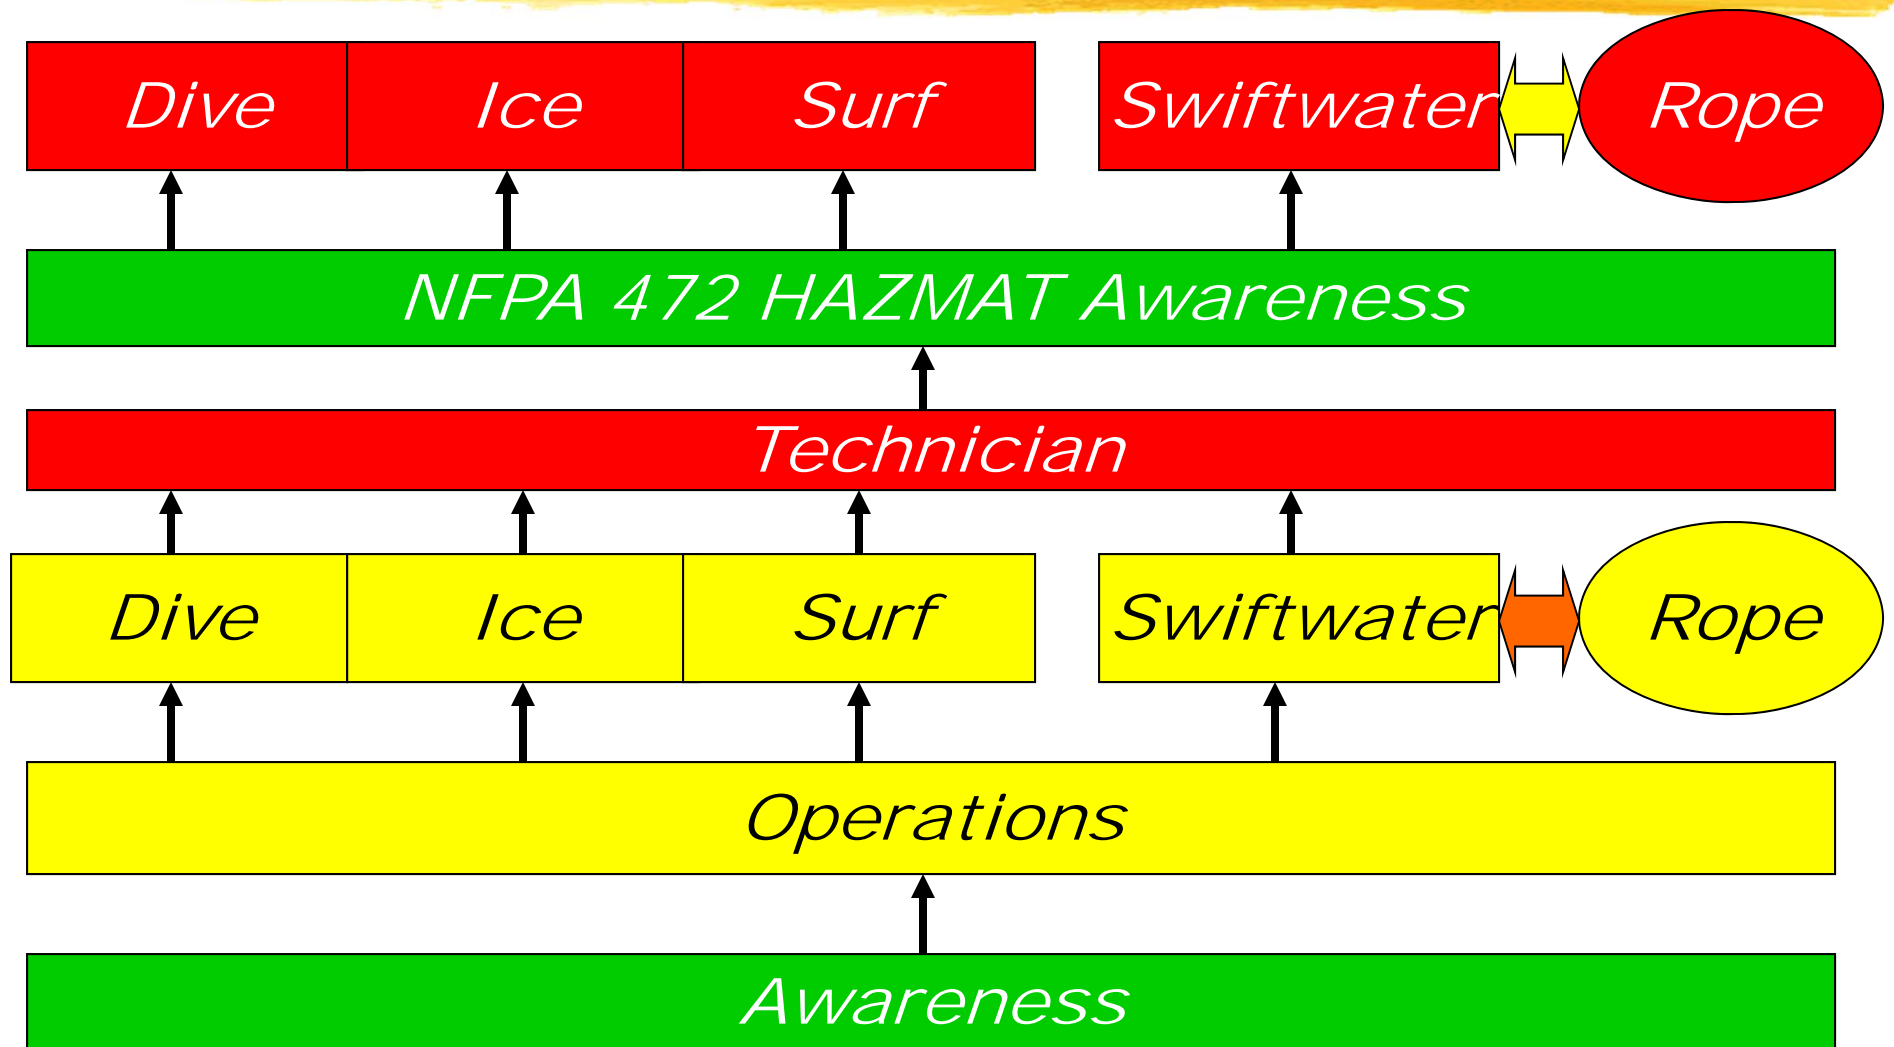 Dive
Ice
Surf
Swiftwater
Rope
NFPA 472 HAZMAT Awareness
Technician
Dive
Ice
Surf
Swiftwater
Rope
Operations
Awareness